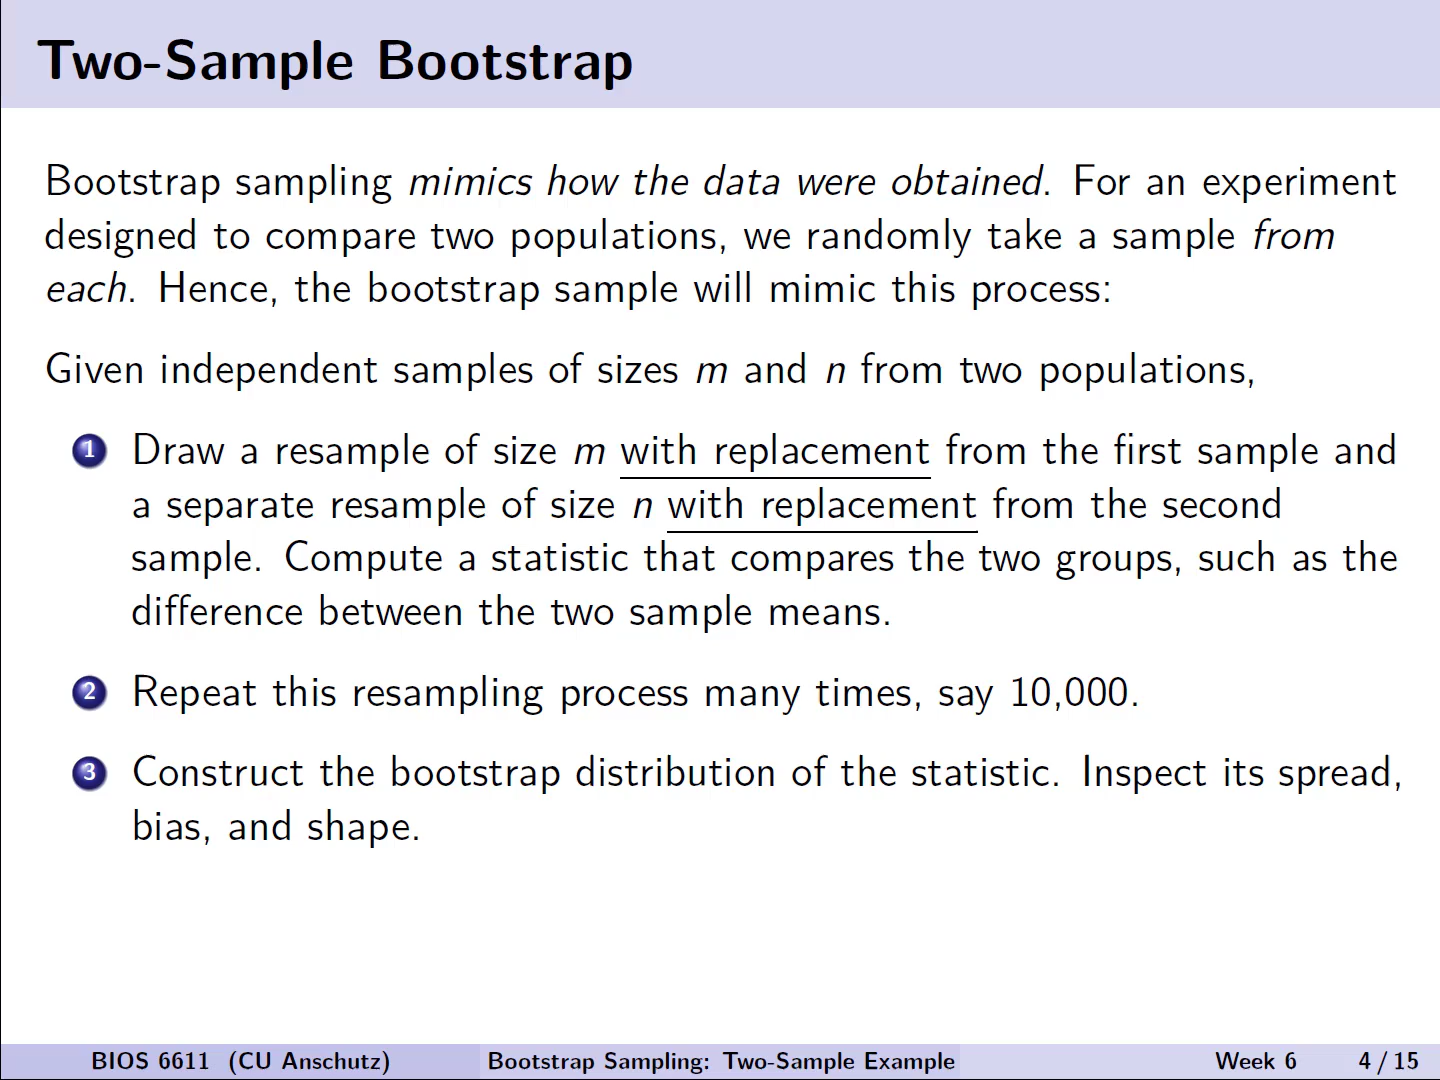 Two-Sample Bootstrap
Bootstrap sampling mimics how the data were obtained. For an experiment
designed to compare two populations, we randomly take a sample from
each. Hence, the bootstrap sample will mimic this process:
Given independent samples of sizes m and n from two populations,
1 Draw a resample of size m with replacement from the first sample and
a separate resample of size n with replacement from the second
sample. Compute a statistic that compares the two groups, such as the
difference between the two sample means.
2 Repeat this resampling process many times, say 10,000.
3 Construct the bootstrap distribution of the statistic. Inspect its spread,
bias, and shape.
BIOS 6611 (CU Anschutz) Bootstrap Sampling: Two-Sample Example Week 6 4 / 15